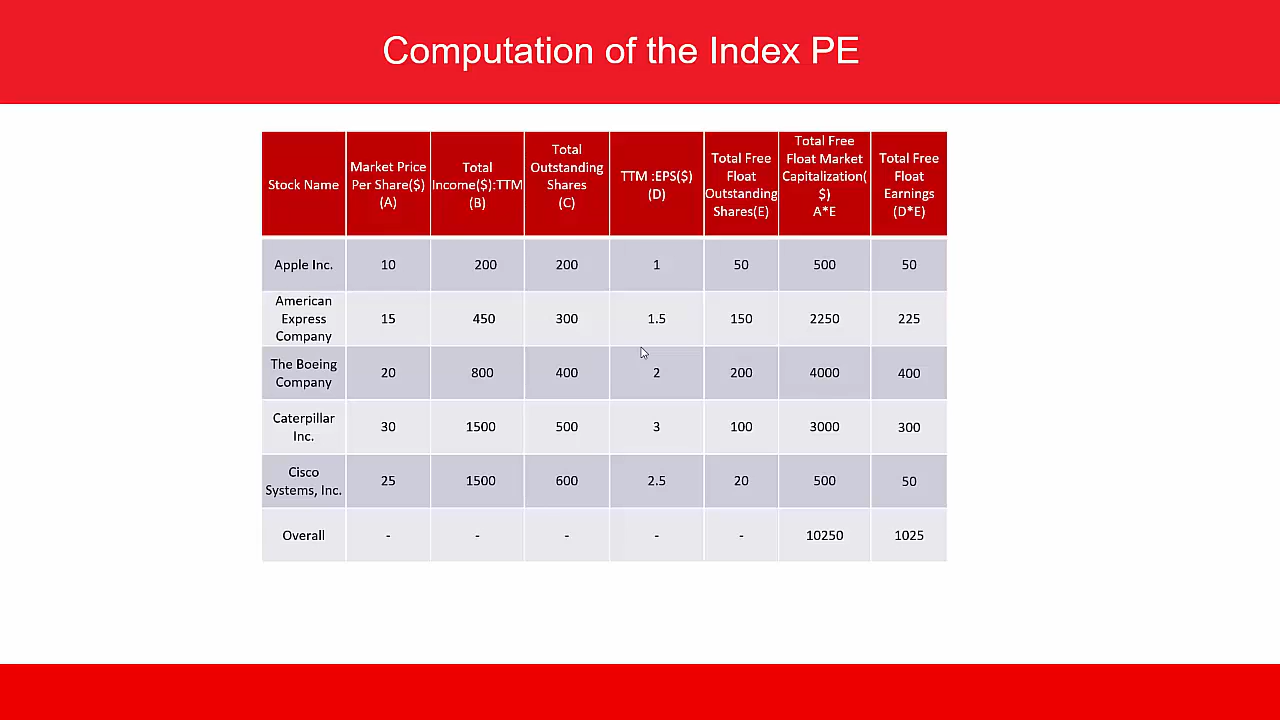 Computation of the Index PE
Stock Name
Market Price
Per Share($)
(A)
Total
Income($):TTM
(B)
Total
Outstanding
Shares
(C)
TTM :EPS($)
(D)
Total Free
Float
Outstanding
Shares(E)
Total Free
Float Market
Capitalization(
$)
A*E
Total Free
Float
Earnings
(D*E)
Apple Inc. 10 200 200 1 50 500 50
American
Express
Company
15 450 300 1.5 150 2250 225
The Boeing
Company
20 800 400 2 200 4000 400
Caterpillar
Inc.
30 1500 500 3 100 3000 300
Cisco
Systems, Inc.
25 1500 600 2.5 20 500 50
Overall - - - - - 10250 1025